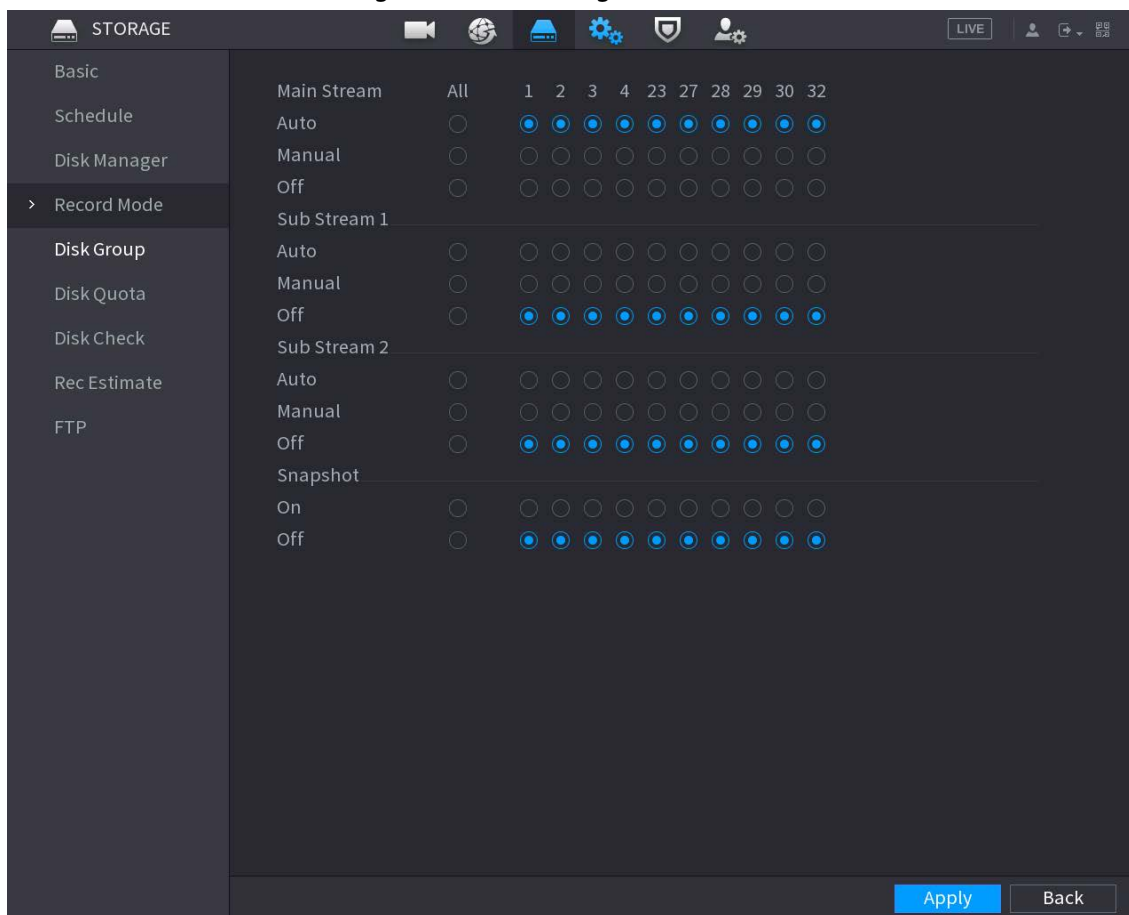 STORAGE LIVE
Basic
Schedule
Disk Manager
Record Mode
Disk Group
Disk Quota
Disk Check
Rec Estimate
FTP
Main Stream All 1 2 3 4 23 27 28 29 30 32
Auto
Manual
Off
Sub Stream 1
Auto
Manual
Off
Sub Stream 2
Auto
Manual
Off
Snapshot
On
Off
Apply Back